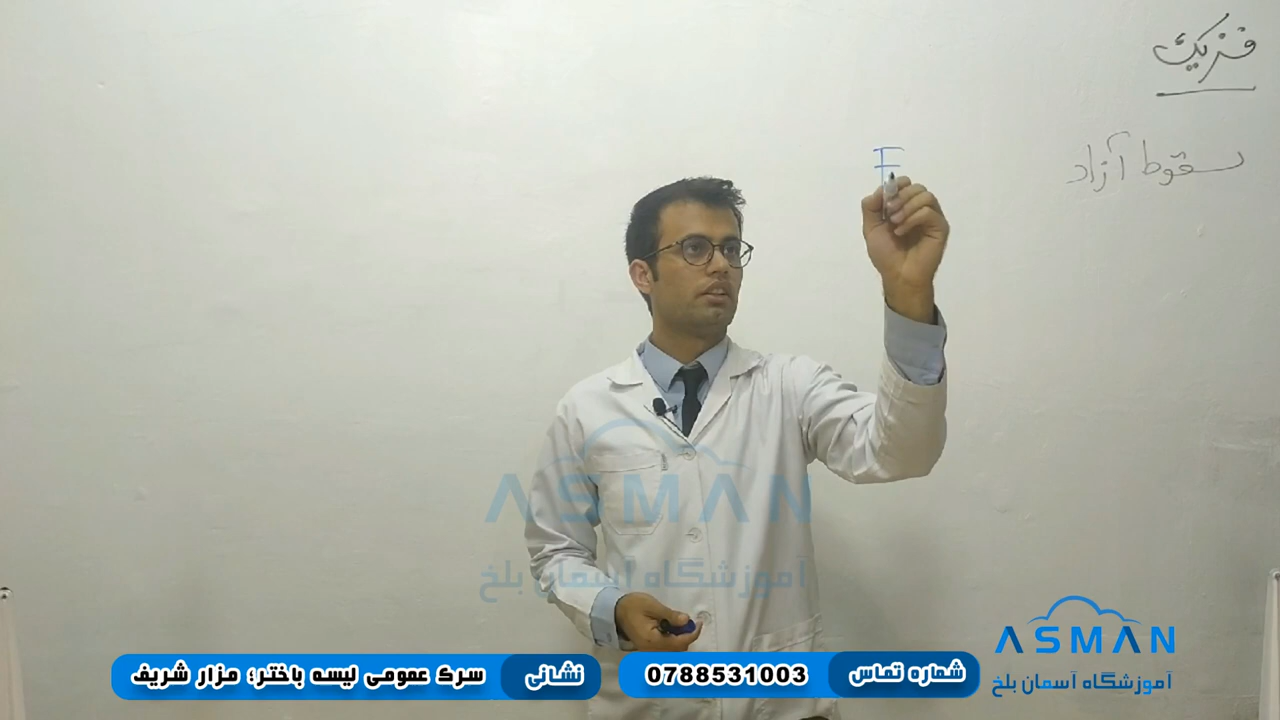 فزیک
سقوط آزاد
F
ASMAN
آموزشگاه آسمان بلخ
ASMAN
آموزشگاه آسمان بلخ
شماره تماس 0788531003
نشانی سرک عمومی لیسه باختر؛ مزار شریف